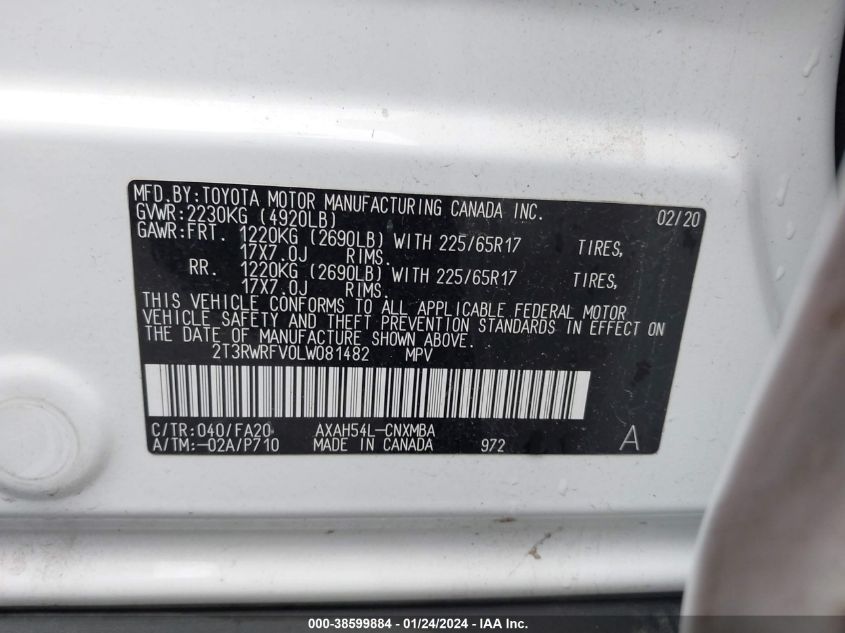 MFD.BY:TOYOTA MOTOR MANUFACTURING CANADA INC. 02/20
GVWR:2230KG (4920LB)
GAWR:FRT. 1220KG (2690LB) WITH 225/65R17 TIRES,
17X7.0J RIMS.
RR. 1220KG (2690LB) WITH 225/65R17 TIRES,
17X7.0J RIMS.
THIS VEHICLE CONFORMS TO ALL APPLICABLE FEDERAL MOTOR
VEHICLE SAFETY AND THEFT PREVENTION STANDARDS IN EFFECT ON
THE DATE OF MANUFACTURE SHOWN ABOVE.
2T3RWRFV0LW081482 MPV
C/TR:040/FA20 AXAH54L-CNXMBA
A/TM:-02A/P710 MADE IN CANADA 972 A
000-38599884 - 01/24/2024 - IAA Inc.